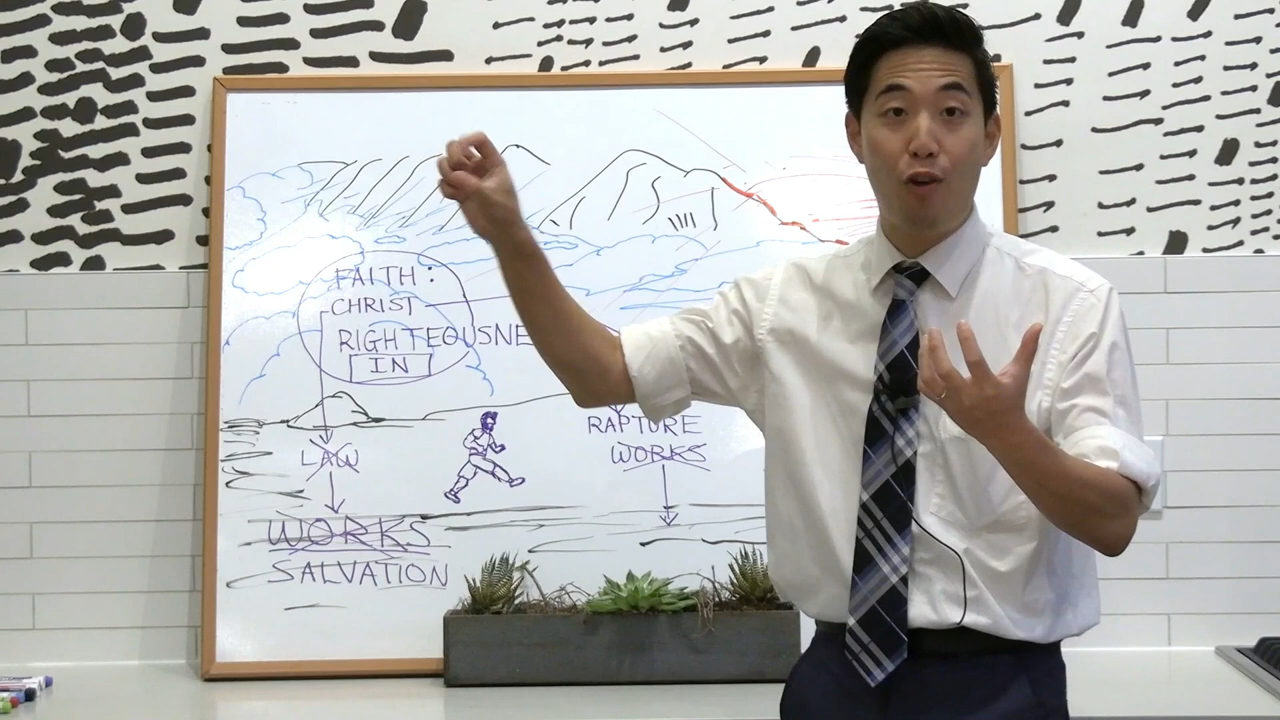 FAITH:
CHRIST
RIGHTEOUSNE
IN
RAPTURE
WORKS
LAW
WORKS
SALVATION